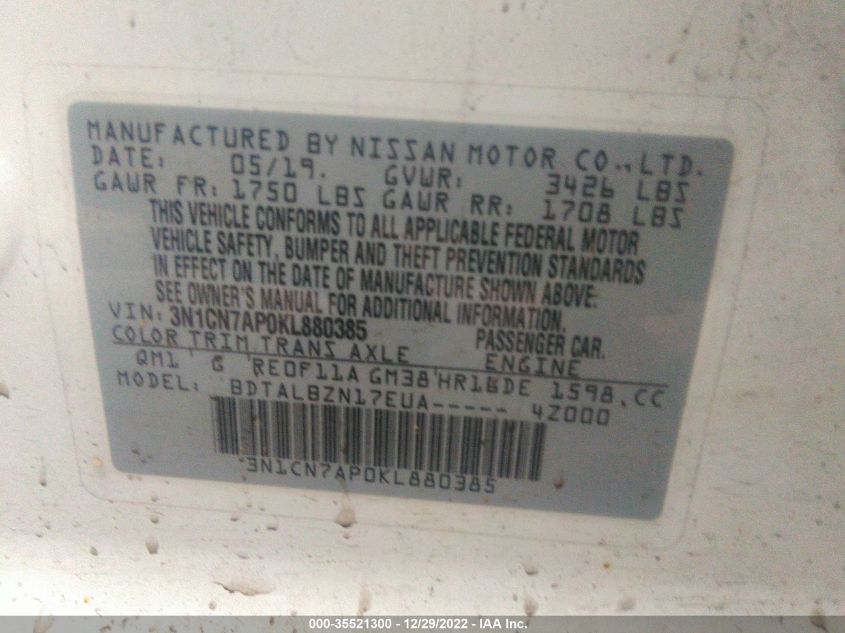 MANUFACTURED BY NISSAN MOTOR CO.,LTD.
DATE: 05/19. GVWR: 3426 LBS
GAWR FR: 1750 LBS GAWR RR: 1708 LBS
THIS VEHICLE CONFORMS TO ALL APPLICABLE FEDERAL MOTOR
VEHICLE SAFETY, BUMPER AND THEFT PREVENTION STANDARDS
IN EFFECT ON THE DATE OF MANUFACTURE SHOWN ABOVE:
SEE OWNER'S MANUAL FOR ADDITIONAL INFORMATION.
VIN: 3N1CN7AP0KL880385 PASSENGER CAR.
COLOR TRIM TRANS AXLE ENGINE
QM1 G RE0F11A GM38 HR16DE 1598.CC
MODEL: BDTALBZN17EUA----- 4Z000
3N1CN7AP0KL880385
000-35521300 - 12/29/2022 - IAA Inc.